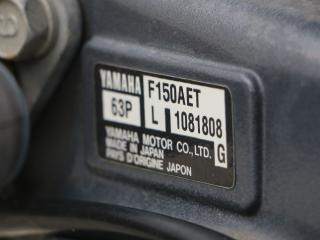 YAMAHA F150AET
63P L 1081808
YAMAHA MOTOR CO.,LTD.
MADE IN JAPAN G
PAYS D'ORIGINE JAPON